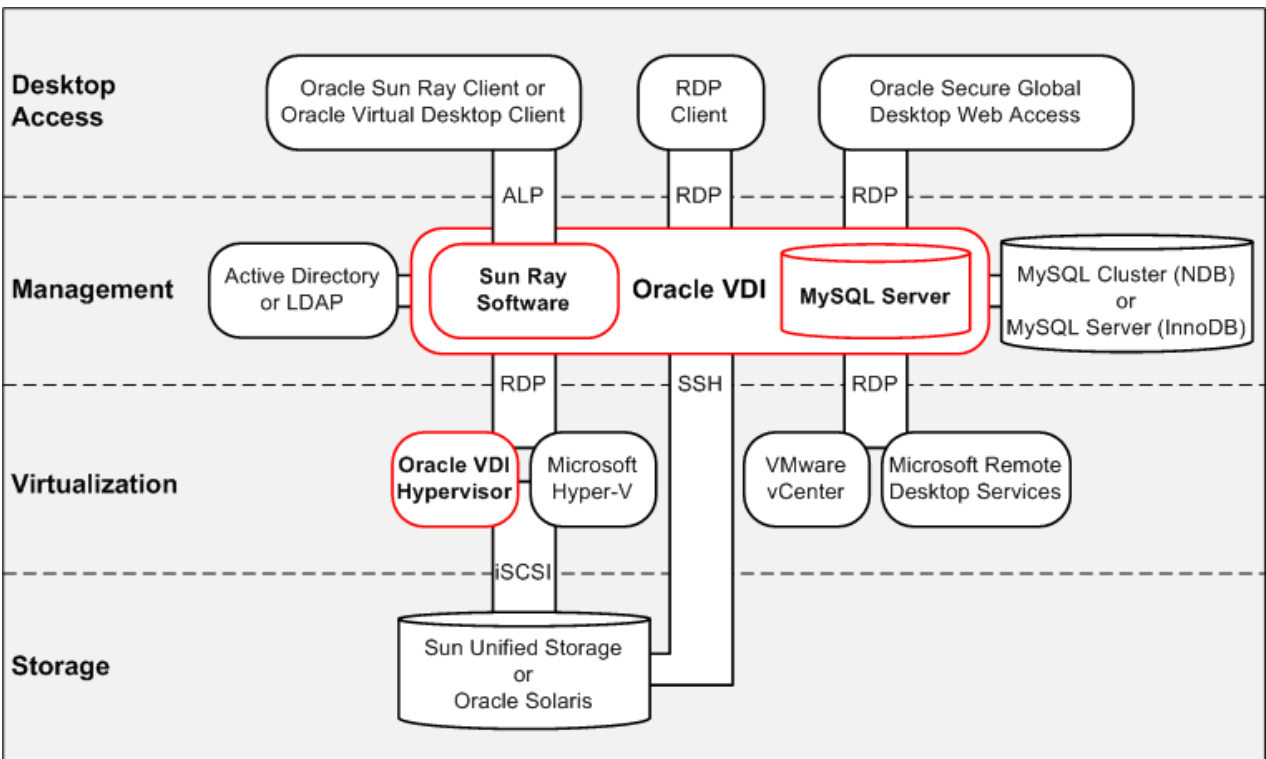 Desktop
Access
Oracle Sun Ray Client or
Oracle Virtual Desktop Client
RDP
Client
Oracle Secure Global
Desktop Web Access
ALP
RDP
RDP
Management
Active Directory
or LDAP
Sun Ray
Software
Oracle VDI
MySQL Server
MySQL Cluster (NDB)
or
MySQL Server (InnoDB)
RDP
SSH
RDP
Virtualization
Oracle VDI
Hypervisor
Microsoft
Hyper-V
VMware
vCenter
Microsoft Remote
Desktop Services
iSCSI
Storage
Sun Unified Storage
or
Oracle Solaris